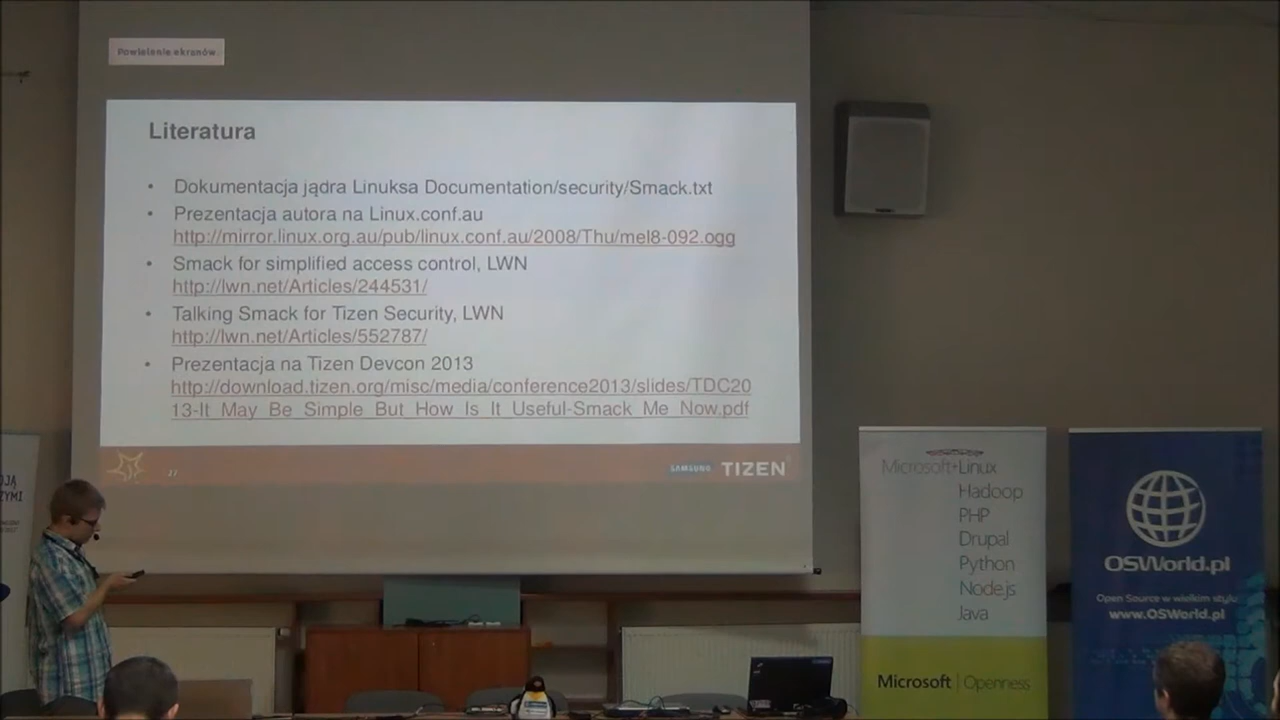 Powielenie ekranów
Literatura
• Dokumentacja jądra Linuksa Documentation/security/Smack.txt
• Prezentacja autora na Linux.conf.au
http://mirror.linux.org.au/pub/linux.conf.au/2008/Thu/mel8-092.ogg
• Smack for simplified access control, LWN
http://lwn.net/Articles/244531/
• Talking Smack for Tizen Security, LWN
http://lwn.net/Articles/552787/
• Prezentacja na Tizen Devcon 2013
http://download.tizen.org/misc/media/conference2013/slides/TDC20
13-It_May_Be_Simple_But_How_Is_It_Useful-Smack_Me_Now.pdf
27
SAMSUNG TIZEN
Microsoft+Linux
Hadoop
PHP
Drupal
Python
Node.js
Java
Microsoft | Openness
OSWorld.pl
Open Source w wielkim stylu
www.OSWorld.pl